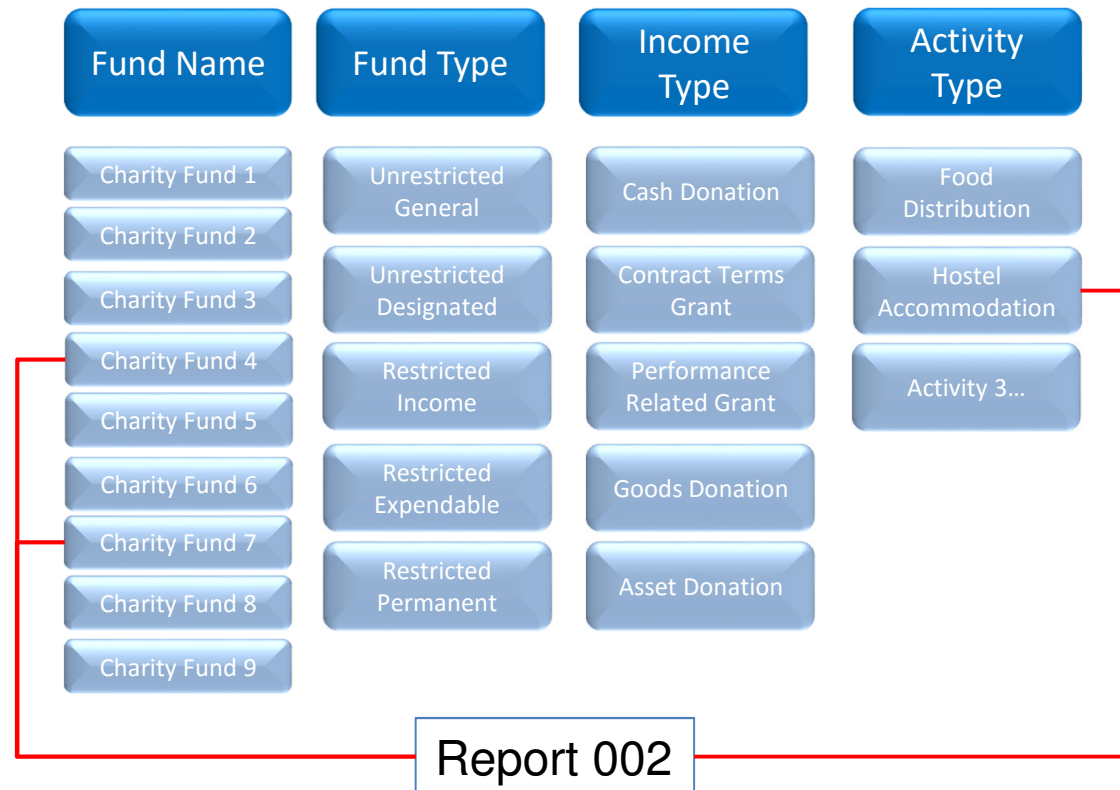 Fund Name
Fund Type
Income
Type
Activity
Type
Charity Fund 1
Charity Fund 2
Charity Fund 3
Charity Fund 4
Charity Fund 5
Charity Fund 6
Charity Fund 7
Charity Fund 8
Charity Fund 9
Unrestricted
General
Unrestricted
Designated
Restricted
Income
Restricted
Expendable
Restricted
Permanent
Cash Donation
Contract Terms
Grant
Performance
Related Grant
Goods Donation
Asset Donation
Food
Distribution
Hostel
Accommodation
Activity 3…
Report 002